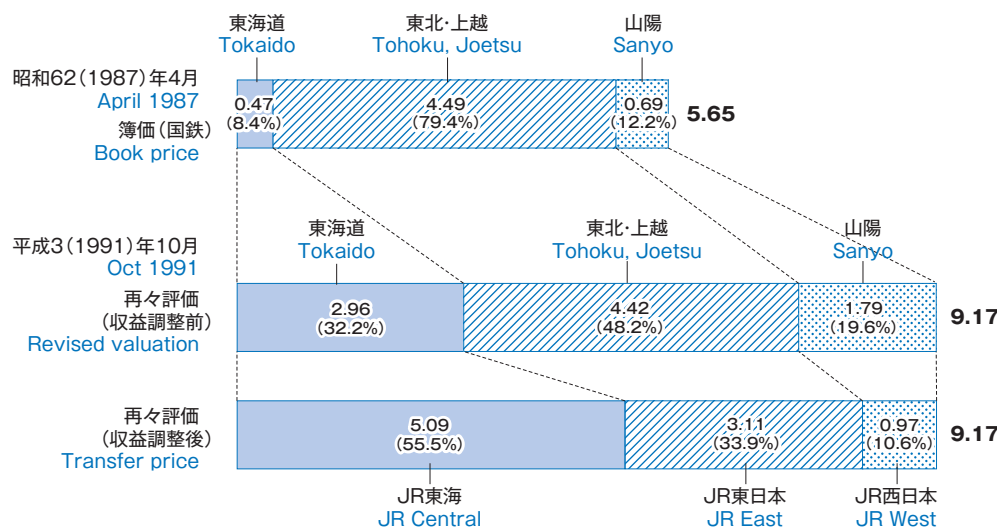 東海道
Tokaido
東北・上越
Tohoku, Joetsu
山陽
Sanyo
昭和62(1987)年4月
April 1987
簿価(国鉄)
Book price
0.47
(8.4%)
4.49
(79.4%)
0.69
(12.2%)
5.65
東海道
Tokaido
東北・上越
Tohoku, Joetsu
山陽
Sanyo
平成3(1991)年10月
Oct 1991
再々評価
(収益調整前)
Revised valuation
2.96
(32.2%)
4.42
(48.2%)
1.79
(19.6%)
9.17
再々評価
(収益調整後)
Transfer price
5.09
(55.5%)
3.11
(33.9%)
0.97
(10.6%)
9.17
JR東海
JR Central
JR東日本
JR East
JR西日本
JR West